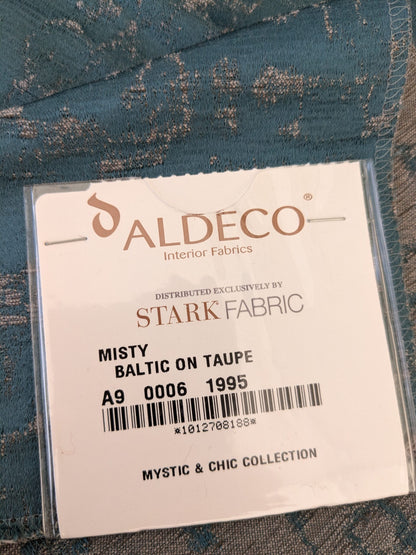 ALDECO®
Interior Fabrics
DISTRIBUTED EXCLUSIVELY BY
STARK® FABRIC
MISTY
BALTIC ON TAUPE
A9 0006 1995
*1012708188*
MYSTIC & CHIC COLLECTION